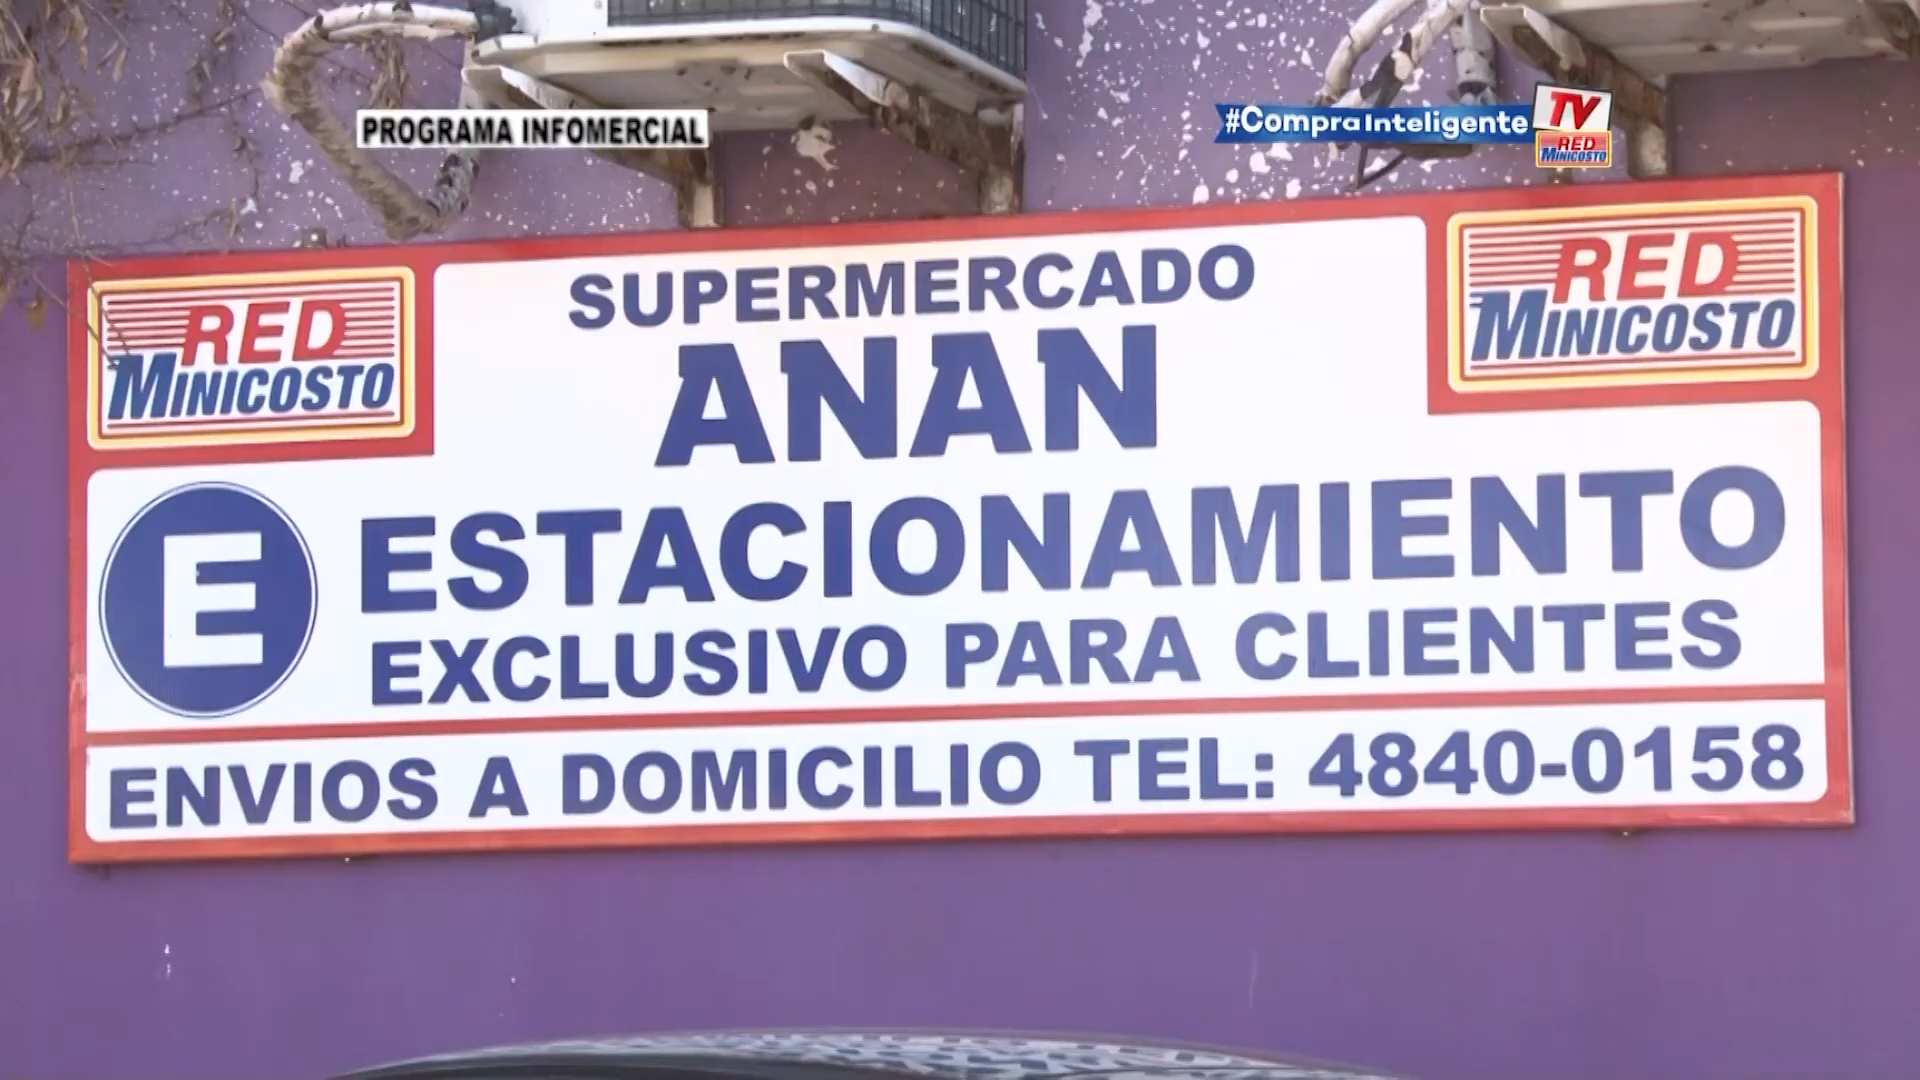 PROGRAMA INFOMERCIAL
#CompraInteligente
TV
RED
MINICOSTO
RED
MINICOSTO
SUPERMERCADO
ANAN
RED
MINICOSTO
E
ESTACIONAMIENTO
EXCLUSIVO PARA CLIENTES
ENVIOS A DOMICILIO TEL: 4840-0158